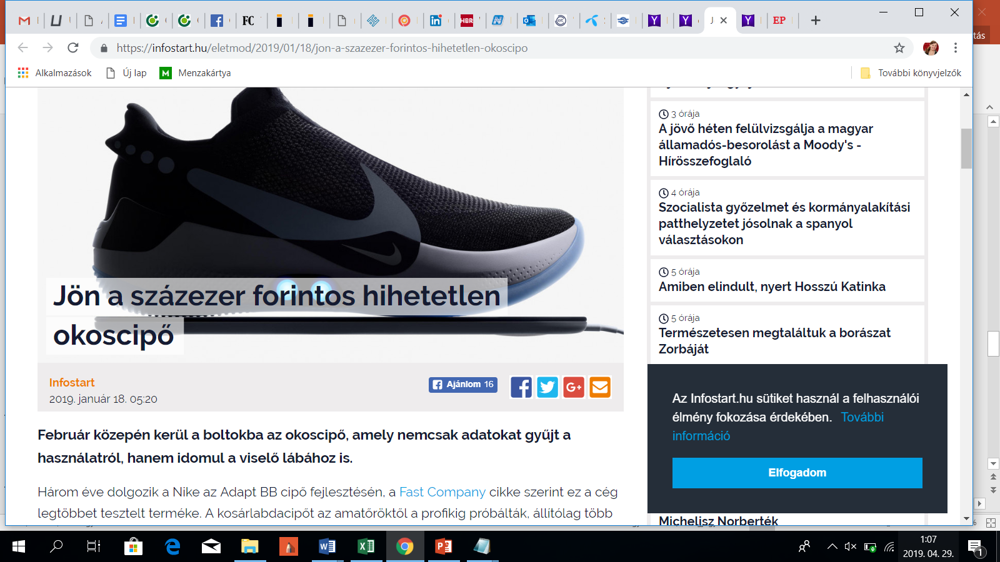 FC
HBR
EP
tás
https://infostart.hu/eletmod/2019/01/18/jon-a-szazezer-forintos-hihetetlen-okoscipo
Alkalmazások
Új lap
M
Menzakártya
További könyvjelzők
Jön a százezer forintos hihetetlen
okoscipő
Infostart
2019. január 18. 05:20
Ajánlom 16
Február közepén kerül a boltokba az okoscipő, amely nemcsak adatokat gyűjt a
használatról, hanem idomul a viselő lábához is.
Három éve dolgozik a Nike az Adapt BB cipő fejlesztésén, a Fast Company cikke szerint ez a cég
legtöbbet tesztelt terméke. A kosárlabdacipőt az amatőröktől a profikig próbálták, állítólag több
3 órája
A jövő héten felülvizsgálja a magyar
államadós-besorolást a Moody's -
Hírösszefoglaló
4 órája
Szocialista győzelmet és kormányalakítási
patthelyzetet jósolnak a spanyol
választásokon
5 órája
Amiben elindult, nyert Hosszú Katinka
5 órája
Természetesen megtaláltuk a borászat
Zorbáját
Az Infostart.hu sütiket használ a felhasználói
élmény fokozása érdekében. További
információ
Elfogadom
Michelisz Norberték
1:07
2019. 04. 29.
1